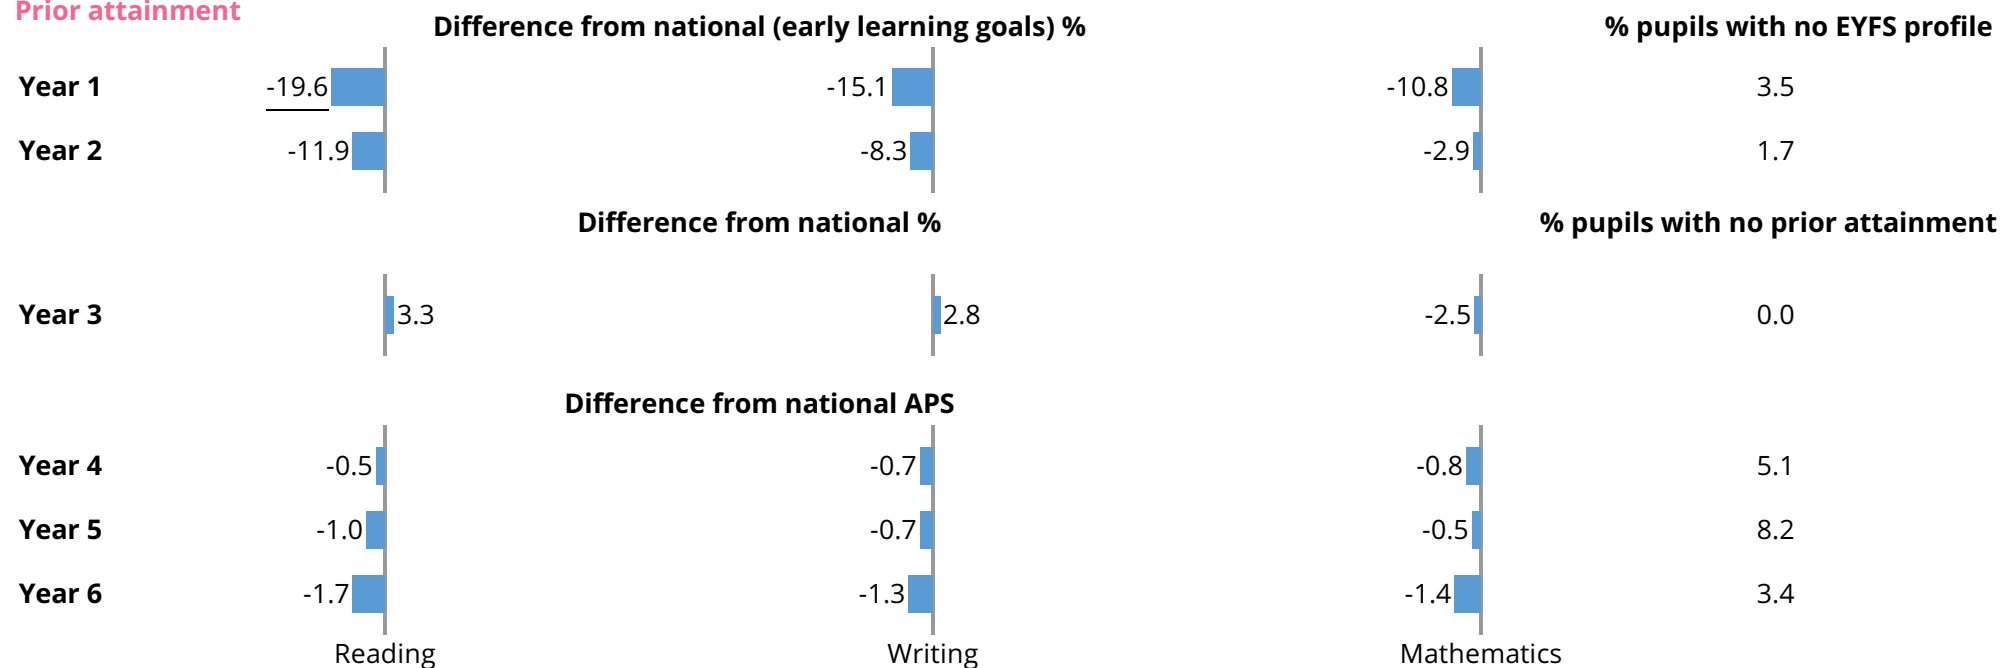 Prior attainment
Difference from national (early learning goals) % % pupils with no EYFS profile
Year 1 -19.6 -15.1 -10.8 3.5
Year 2 -11.9 -8.3 -2.9 1.7
Difference from national % % pupils with no prior attainment
Year 3 3.3 2.8 -2.5 0.0
Difference from national APS
Year 4 -0.5 -0.7 -0.8 5.1
Year 5 -1.0 -0.7 -0.5 8.2
Year 6 -1.7 -1.3 -1.4 3.4
Reading Writing Mathematics